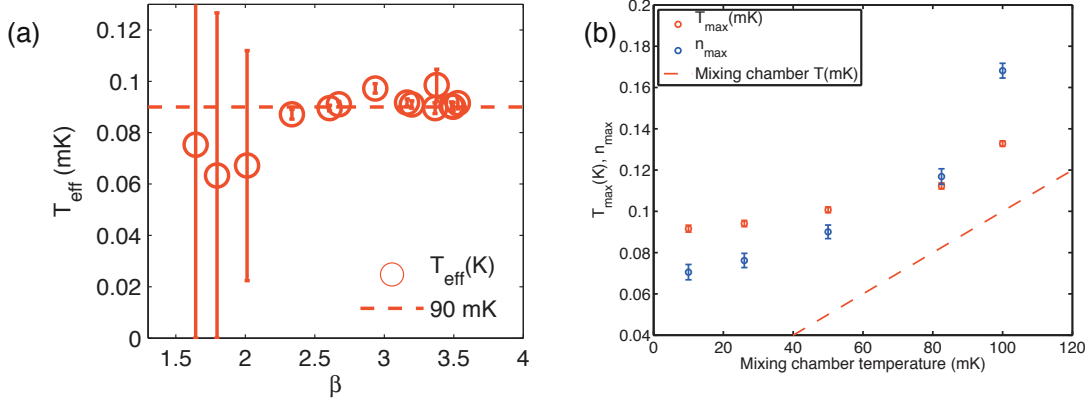 (a)
0.12
0.1
0.08
0.06
0.04
0.02
0
T_eff (mK)
T_eff(K)
90 mK
1.5 2 2.5 3 3.5 4
β
(b)
0.2
0.18
0.16
0.14
0.12
0.1
0.08
0.06
0.04
T_max(K), n_max
T_max(mK)
n_max
Mixing chamber T(mK)
0 20 40 60 80 100 120
Mixing chamber temperature (mK)